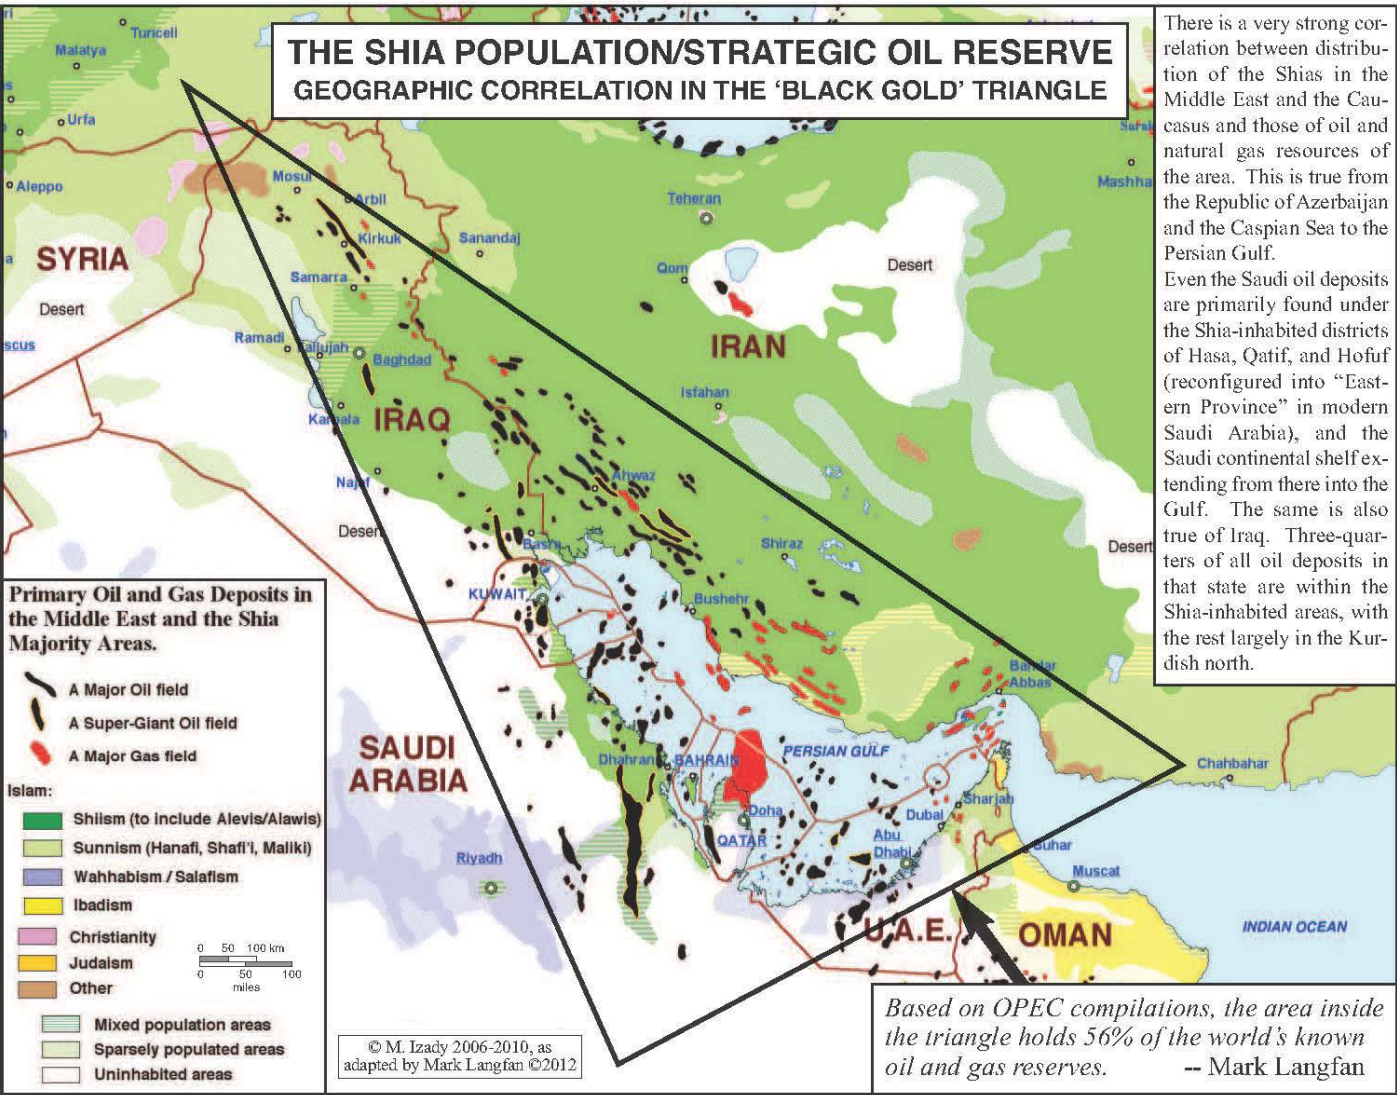 THE SHIA POPULATION/STRATEGIC OIL RESERVE
GEOGRAPHIC CORRELATION IN THE ‘BLACK GOLD’ TRIANGLE
There is a very strong cor-
relation between distribu-
tion of the Shias in the
Middle East and the Cau-
casus and those of oil and
natural gas resources of
the area. This is true from
the Republic of Azerbaijan
and the Caspian Sea to the
Persian Gulf.
Even the Saudi oil deposits
are primarily found under
the Shia-inhabited districts
of Hasa, Qatif, and Hofuf
(reconfigured into “East-
ern Province” in modern
Saudi Arabia), and the
Saudi continental shelf ex-
tending from there into the
Gulf. The same is also
true of Iraq. Three-quar-
ters of all oil deposits in
that state are within the
Shia-inhabited areas, with
the rest largely in the Kur-
dish north.
Tunceli
Malatya
Urfa
Aleppo
Mosul
Arbil
Kirkuk
Sanandaj
Teheran
Mashha
SYRIA
Desert
scus
Samarra
Qom
Desert
Ramadi
Fallujah
Baghdad
IRAN
Isfahan
Karbala
IRAQ
Najaf
Ahwaz
Desert
Basra
Shiraz
Desert
KUWAIT
Bushehr
Bandar
Abbas
SAUDI
ARABIA
Dhahran
BAHRAIN
PERSIAN GULF
Chahbahar
Doha
QATAR
Sharjah
Dubai
Abu
Dhabi
Suhar
Muscat
Riyadh
U.A.E.
OMAN
INDIAN OCEAN
Primary Oil and Gas Deposits in
the Middle East and the Shia
Majority Areas.
A Major Oil field
A Super-Giant Oil field
A Major Gas field
Islam:
Shiism (to include Alevis/Alawis)
Sunnism (Hanafi, Shafi'i, Maliki)
Wahhabism / Salafism
Ibadism
Christianity
Judaism
Other
0 50 100 km
0 50 100
miles
Mixed population areas
Sparsely populated areas
Uninhabited areas
© M. Izady 2006-2010, as
adapted by Mark Langfan ©2012
Based on OPEC compilations, the area inside
the triangle holds 56% of the world’s known
oil and gas reserves. -- Mark Langfan